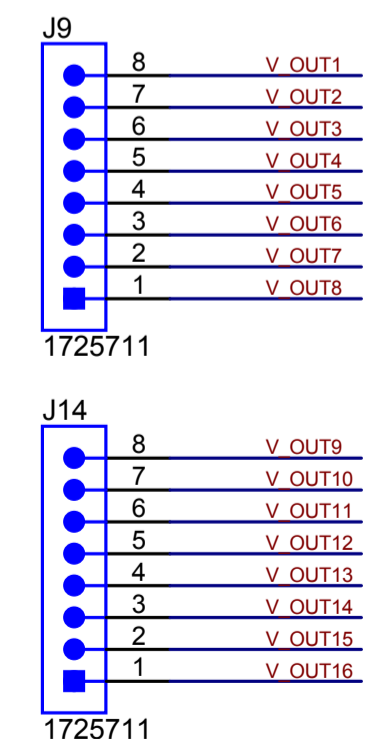 J9
8 V_OUT1
7 V_OUT2
6 V_OUT3
5 V_OUT4
4 V_OUT5
3 V_OUT6
2 V_OUT7
1 V_OUT8
1725711
J14
8 V_OUT9
7 V_OUT10
6 V_OUT11
5 V_OUT12
4 V_OUT13
3 V_OUT14
2 V_OUT15
1 V_OUT16
1725711